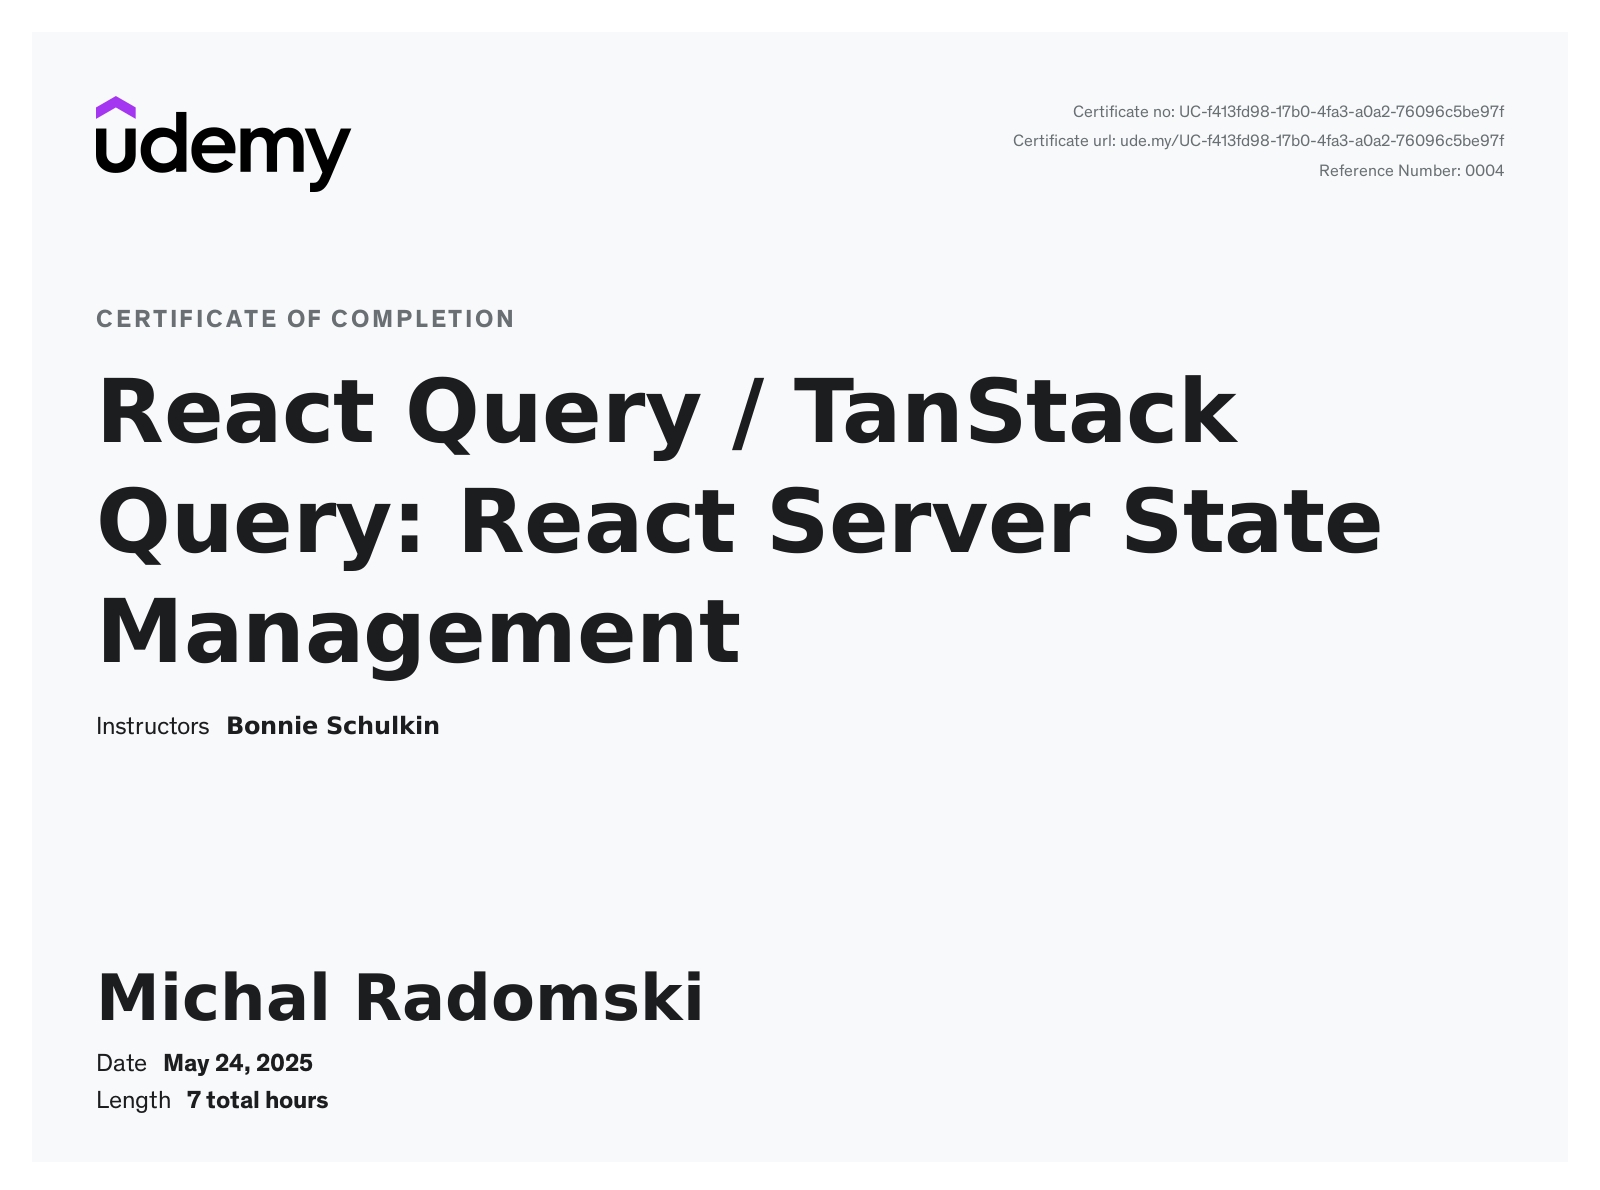 udemy
Certificate no: UC-f413fd98-17b0-4fa3-a0a2-76096c5be97f
Certificate url: ude.my/UC-f413fd98-17b0-4fa3-a0a2-76096c5be97f
Reference Number: 0004
CERTIFICATE OF COMPLETION
React Query / TanStack
Query: React Server State
Management
Instructors Bonnie Schulkin
Michal Radomski
Date May 24, 2025
Length 7 total hours